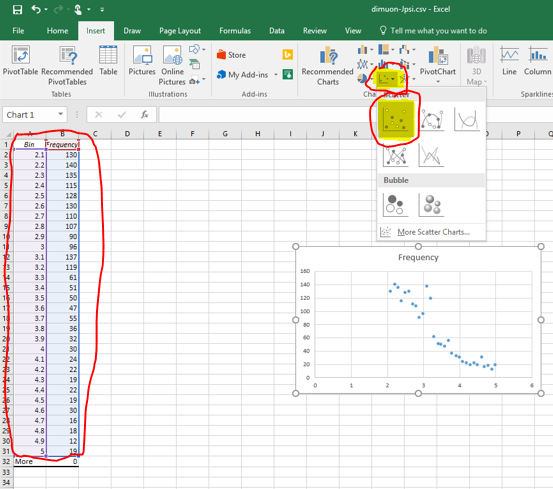 dimuon-Jpsi.csv - Excel
File Home Insert Draw Page Layout Formulas Data Review View Tell me what you want to do
PivotTable Recommended PivotTables Table Pictures Online Pictures Store My Add-ins Recommended Charts PivotChart 3D Map Line Column
Tables Illustrations Add-ins Sparklines
Chart 1 fx
Scatter
Bubble
More Scatter Charts...
A B C D E F G H I J
1 Bin Frequency
2 2.1 130
3 2.2 140
4 2.3 135
5 2.4 115
6 2.5 128
7 2.6 130
8 2.7 110
9 2.8 107
10 2.9 90
11 3 96
12 3.1 137
13 3.2 119
14 3.3 61
15 3.4 51
16 3.5 50
17 3.6 47
18 3.7 55
19 3.8 36
20 3.9 32
21 4 30
22 4.1 24
23 4.2 22
24 4.3 19
25 4.4 22
26 4.5 19
27 4.6 30
28 4.7 16
29 4.8 18
30 4.9 12
31 5 19
32 More 0
33
34
Frequency
160
140
120
100
80
60
40
20
0
0 1 2 3 4 5 6